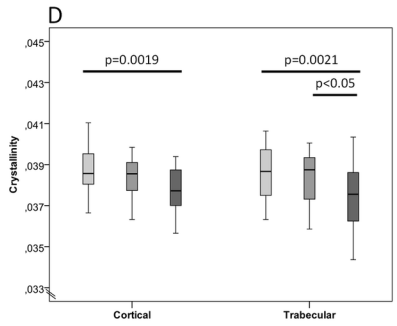 D
p=0.0019
p=0.0021
p<0.05
,045
,043
,041
,039
,037
,035
,033
Crystallinity
Cortical
Trabecular